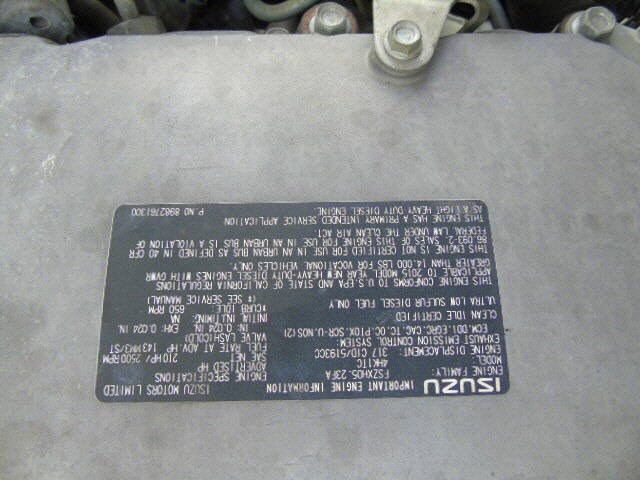 ISUZU IMPORTANT ENGINE INFORMATION ISUZU MOTORS LIMITED
ENGINE FAMILY: FSZXH05.23FA
MODEL: 4HK1TC
ENGINE DISPLACEMENT: 317 CID/5193CC
EXHAUST EMISSION CONTROL SYSTEM:
ECM,DDI,EGRC,CAC,TC,OC,PTOX,SCR-U,NOS(2)
CLEAN IDLE CERTIFIED
ULTRA LOW SULFUR DIESEL FUEL ONLY
ENGINE SPECIFICATIONS
ADVERTISED HP
SAE NET 210HP/ 2500RPM
FUEL RATE AT ADV. HP 143 MM3/ST
VALVE LASH(COLD)
IN: 0.024 IN. EXH: 0.024 IN.
INITIAL INJ.TIMING NA
CURB IDLE 650 RPM
(* SEE SERVICE MANUAL)
THIS ENGINE CONFORMS TO U.S. EPA AND STATE OF CALIFORNIA REGULATIONS
APPLICABLE TO 2015 MODEL YEAR NEW HEAVY-DUTY DIESEL ENGINES WITH GVWR
GREATER THAN 14,000 LBS FOR VOCATIONAL VEHICLES ONLY.
THIS ENGINE IS NOT CERTIFIED FOR USE IN AN URBAN BUS AS DEFINED IN 40 CFR
86.093-2. SALES OF THIS ENGINE FOR USE IN AN URBAN BUS IS A VIOLATION OF
FEDERAL LAW UNDER THE CLEAN AIR ACT.
THIS ENGINE HAS A PRIMARY INTENDED SERVICE APPLICATION
AS A LIGHT HEAVY DUTY DIESEL ENGINE. P.NO 8982761300